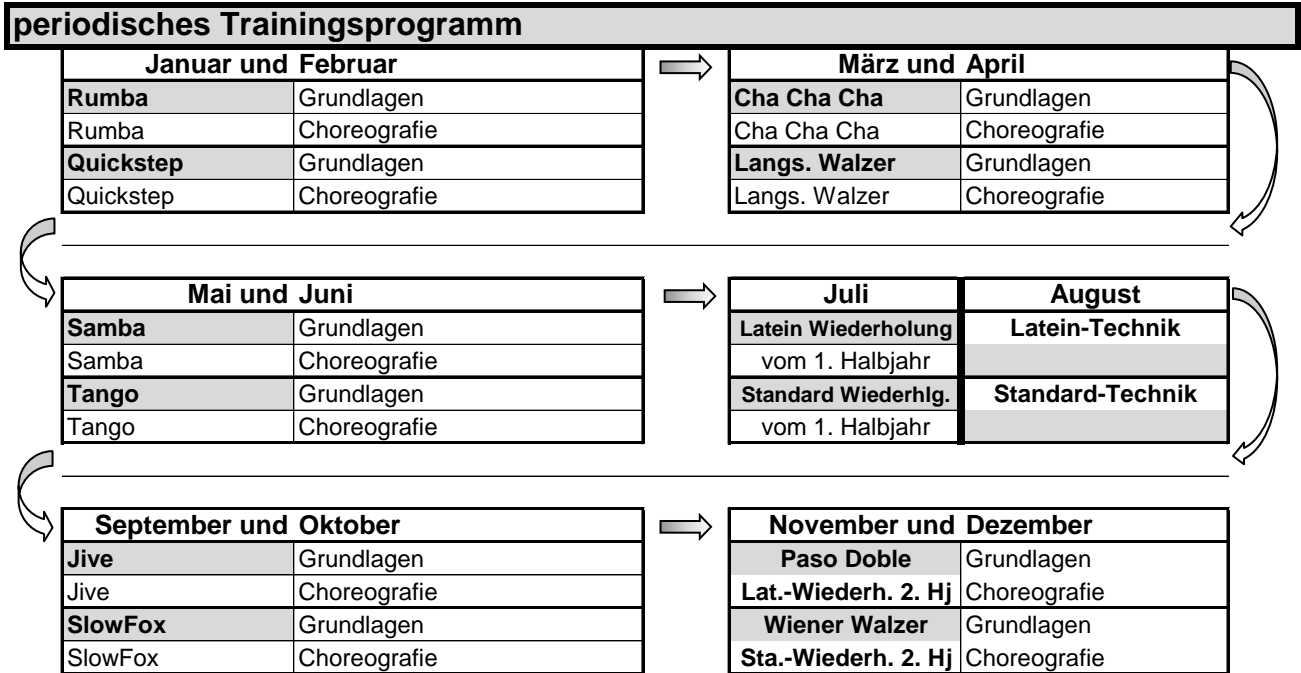 periodisches Trainingsprogramm
Januar und Februar
Rumba Grundlagen
Rumba Choreografie
Quickstep Grundlagen
Quickstep Choreografie
März und April
Cha Cha Cha Grundlagen
Cha Cha Cha Choreografie
Langs. Walzer Grundlagen
Langs. Walzer Choreografie
Mai und Juni
Samba Grundlagen
Samba Choreografie
Tango Grundlagen
Tango Choreografie
Juli August
Latein Wiederholung Latein-Technik
vom 1. Halbjahr
Standard Wiederhlg. Standard-Technik
vom 1. Halbjahr
September und Oktober
Jive Grundlagen
Jive Choreografie
SlowFox Grundlagen
SlowFox Choreografie
November und Dezember
Paso Doble Grundlagen
Lat.-Wiederh. 2. Hj Choreografie
Wiener Walzer Grundlagen
Sta.-Wiederh. 2. Hj Choreografie